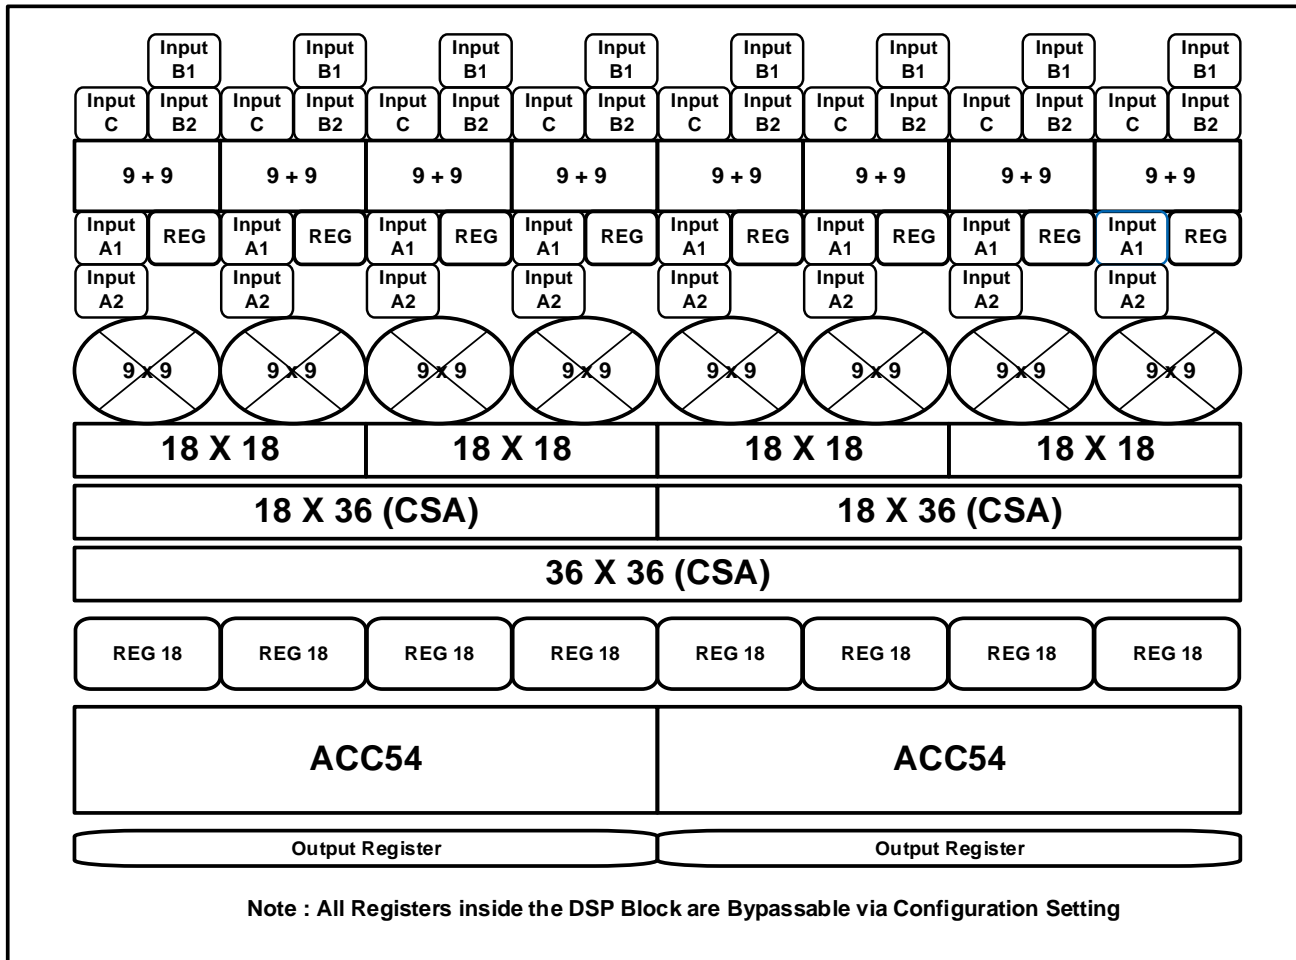 Input B1 Input B1 Input B1 Input B1 Input B1 Input B1 Input B1 Input B1
Input C Input B2 Input C Input B2 Input C Input B2 Input C Input B2 Input C Input B2 Input C Input B2 Input C Input B2 Input C Input B2
9 + 9 9 + 9 9 + 9 9 + 9 9 + 9 9 + 9 9 + 9 9 + 9
Input A1 REG Input A1 REG Input A1 REG Input A1 REG Input A1 REG Input A1 REG Input A1 REG Input A1 REG
Input A2 Input A2 Input A2 Input A2 Input A2 Input A2 Input A2 Input A2
9 x 9 9 x 9 9 x 9 9 x 9 9 x 9 9 x 9 9 x 9 9 x 9
18 X 18 18 X 18 18 X 18 18 X 18
18 X 36 (CSA) 18 X 36 (CSA)
36 X 36 (CSA)
REG 18 REG 18 REG 18 REG 18 REG 18 REG 18 REG 18 REG 18
ACC54 ACC54
Output Register Output Register
Note : All Registers inside the DSP Block are Bypassable via Configuration Setting